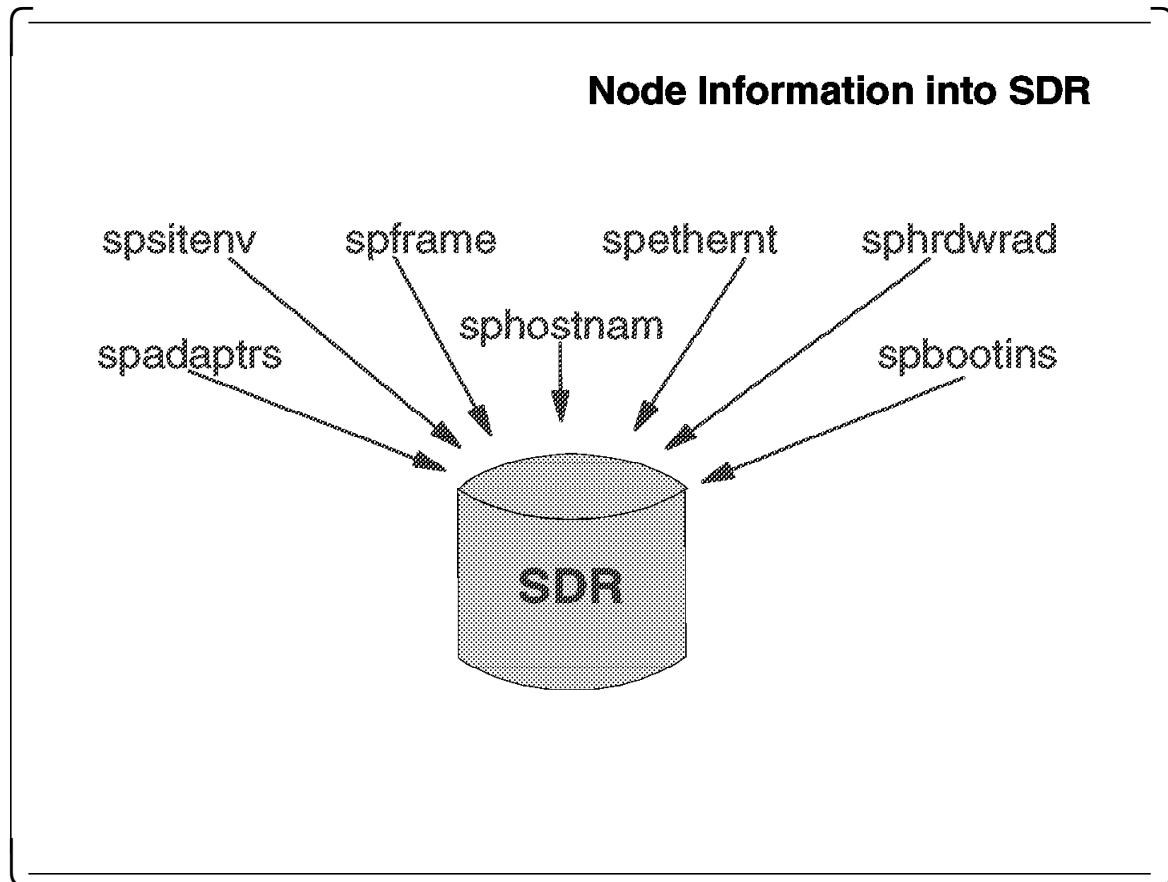 Node Information into SDR
spsitenv spframe spethernt sphrdwrad
sphostnam
spadaptrs spbootins
SDR